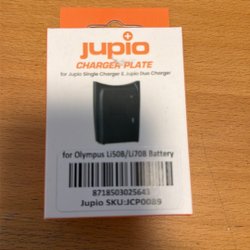 jupio
CHARGER PLATE
for Jupio Single Charger & Jupio Duo Charger
for Olympus Li50B/Li70B Battery
8718503025643
Jupio SKU:JCP0089